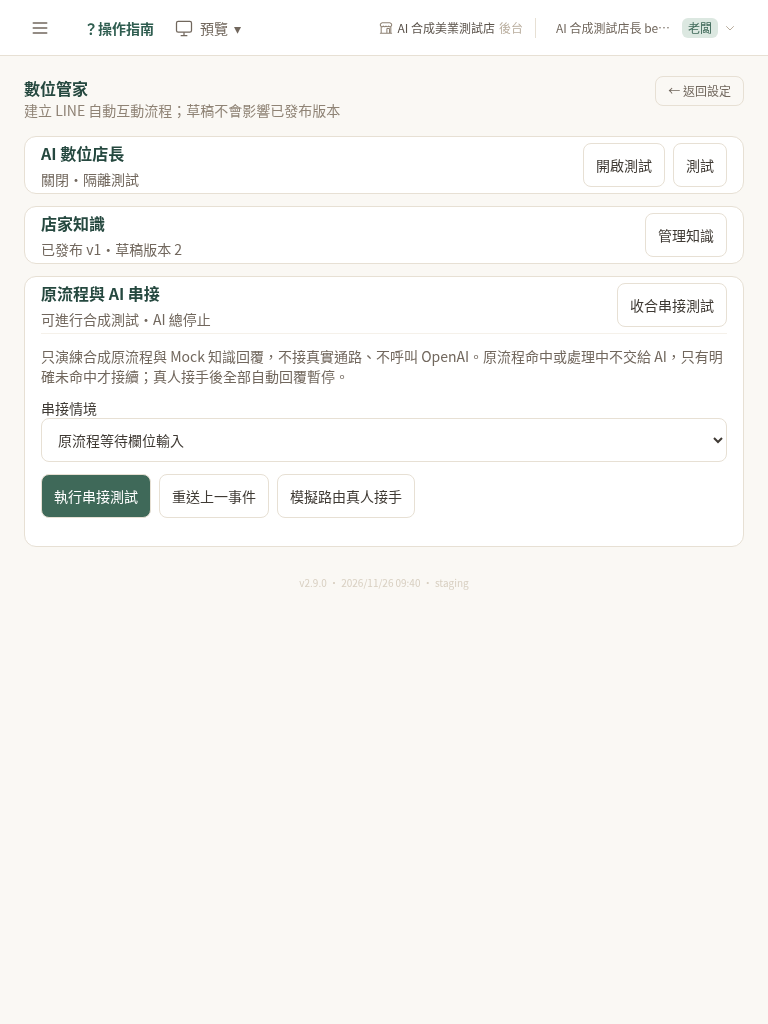 ？操作指南
預覽 ▾
AI 合成美業測試店 後台
AI 合成測試店長 be⋯
老闆
數位管家
建立 LINE 自動互動流程；草稿不會影響已發布版本
← 返回設定
AI 數位店長
關閉・隔離測試
開啟測試
測試
店家知識
已發布 v1・草稿版本 2
管理知識
原流程與 AI 串接
可進行合成測試・AI 總停止
收合串接測試
只演練合成原流程與 Mock 知識回覆，不接真實通路、不呼叫 OpenAI。原流程命中或處理中不交給 AI，只有明
確未命中才接續；真人接手後全部自動回覆暫停。
串接情境
原流程等待欄位輸入
執行串接測試
重送上一事件
模擬路由真人接手
v2.9.0 ・ 2026/11/26 09:40 ・ staging